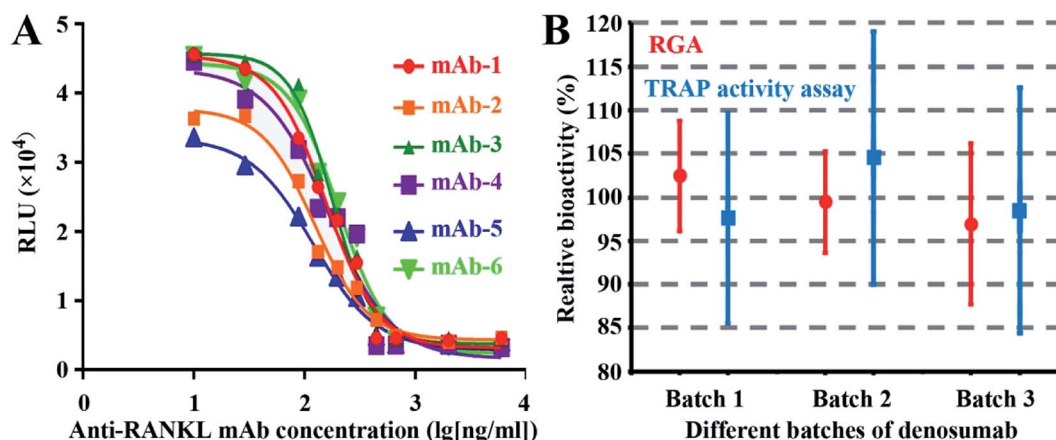 A
RLU (×10⁴)
5
4
3
2
1
0
0
1
2
3
4
Anti-RANKL mAb concentration (lg[ng/ml])
mAb-1
mAb-2
mAb-3
mAb-4
mAb-5
mAb-6
B
Realtive bioactivity (%)
120
115
110
105
100
95
90
85
80
RGA
TRAP activity assay
Batch 1
Batch 2
Batch 3
Different batches of denosumab